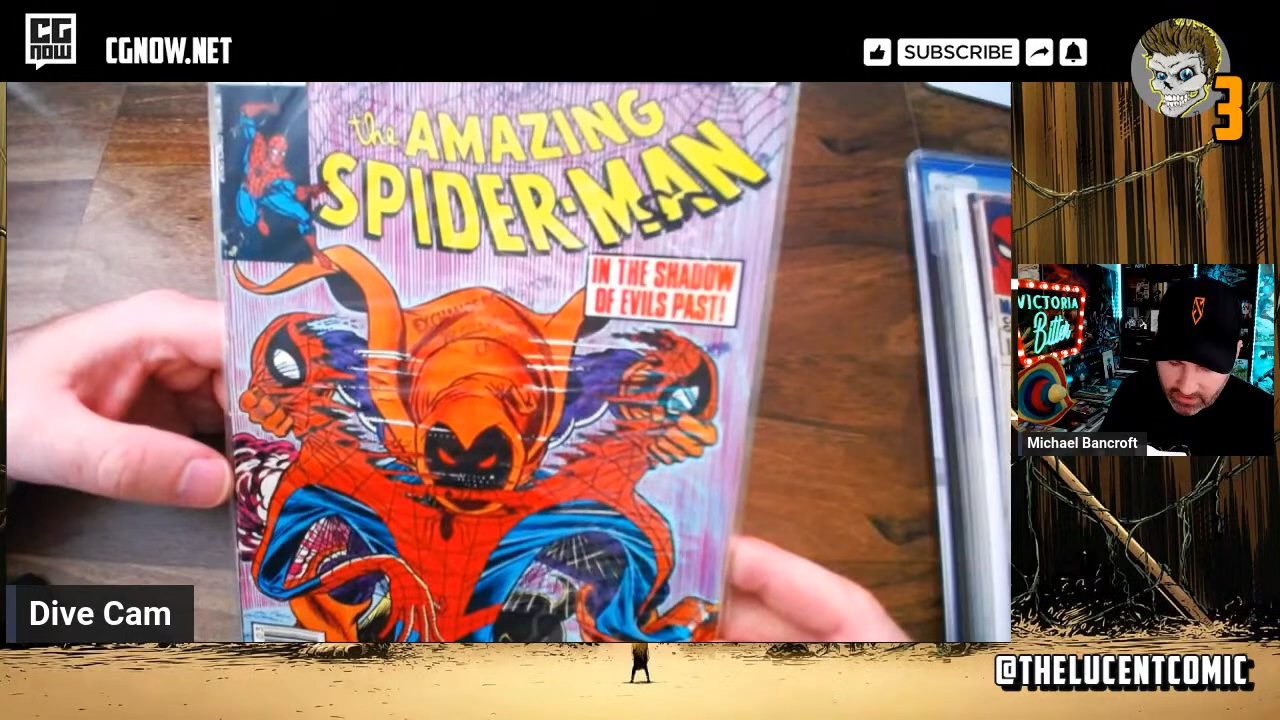 CG
NOW
CGNOW.NET
SUBSCRIBE
3
the AMAZING
SPIDER-MAN
IN THE SHADOW
OF EVILS PAST!
VICTORIA
Bitter
Michael Bancroft
Dive Cam
@THELUCENTCOMIC